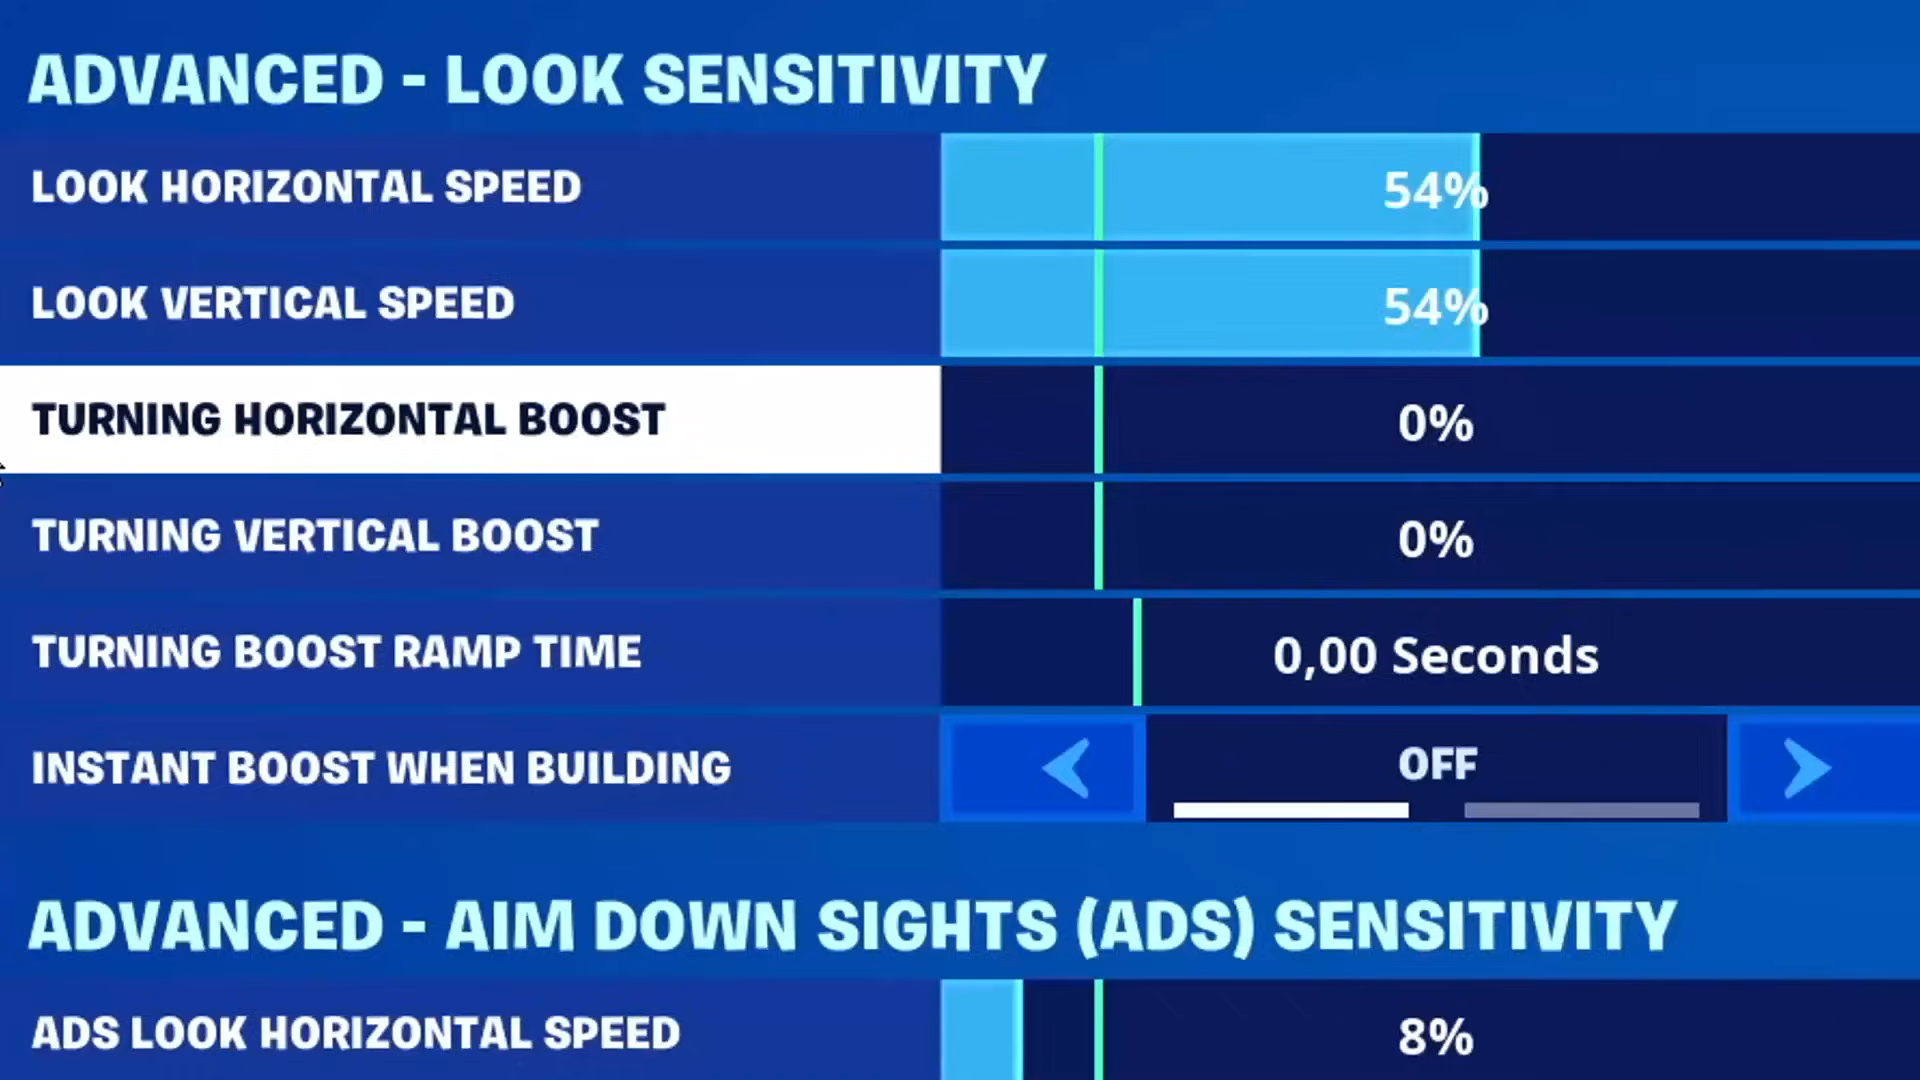 ADVANCED - LOOK SENSITIVITY
LOOK HORIZONTAL SPEED 54%
LOOK VERTICAL SPEED 54%
TURNING HORIZONTAL BOOST 0%
TURNING VERTICAL BOOST 0%
TURNING BOOST RAMP TIME 0,00 Seconds
INSTANT BOOST WHEN BUILDING OFF
ADVANCED - AIM DOWN SIGHTS (ADS) SENSITIVITY
ADS LOOK HORIZONTAL SPEED 8%